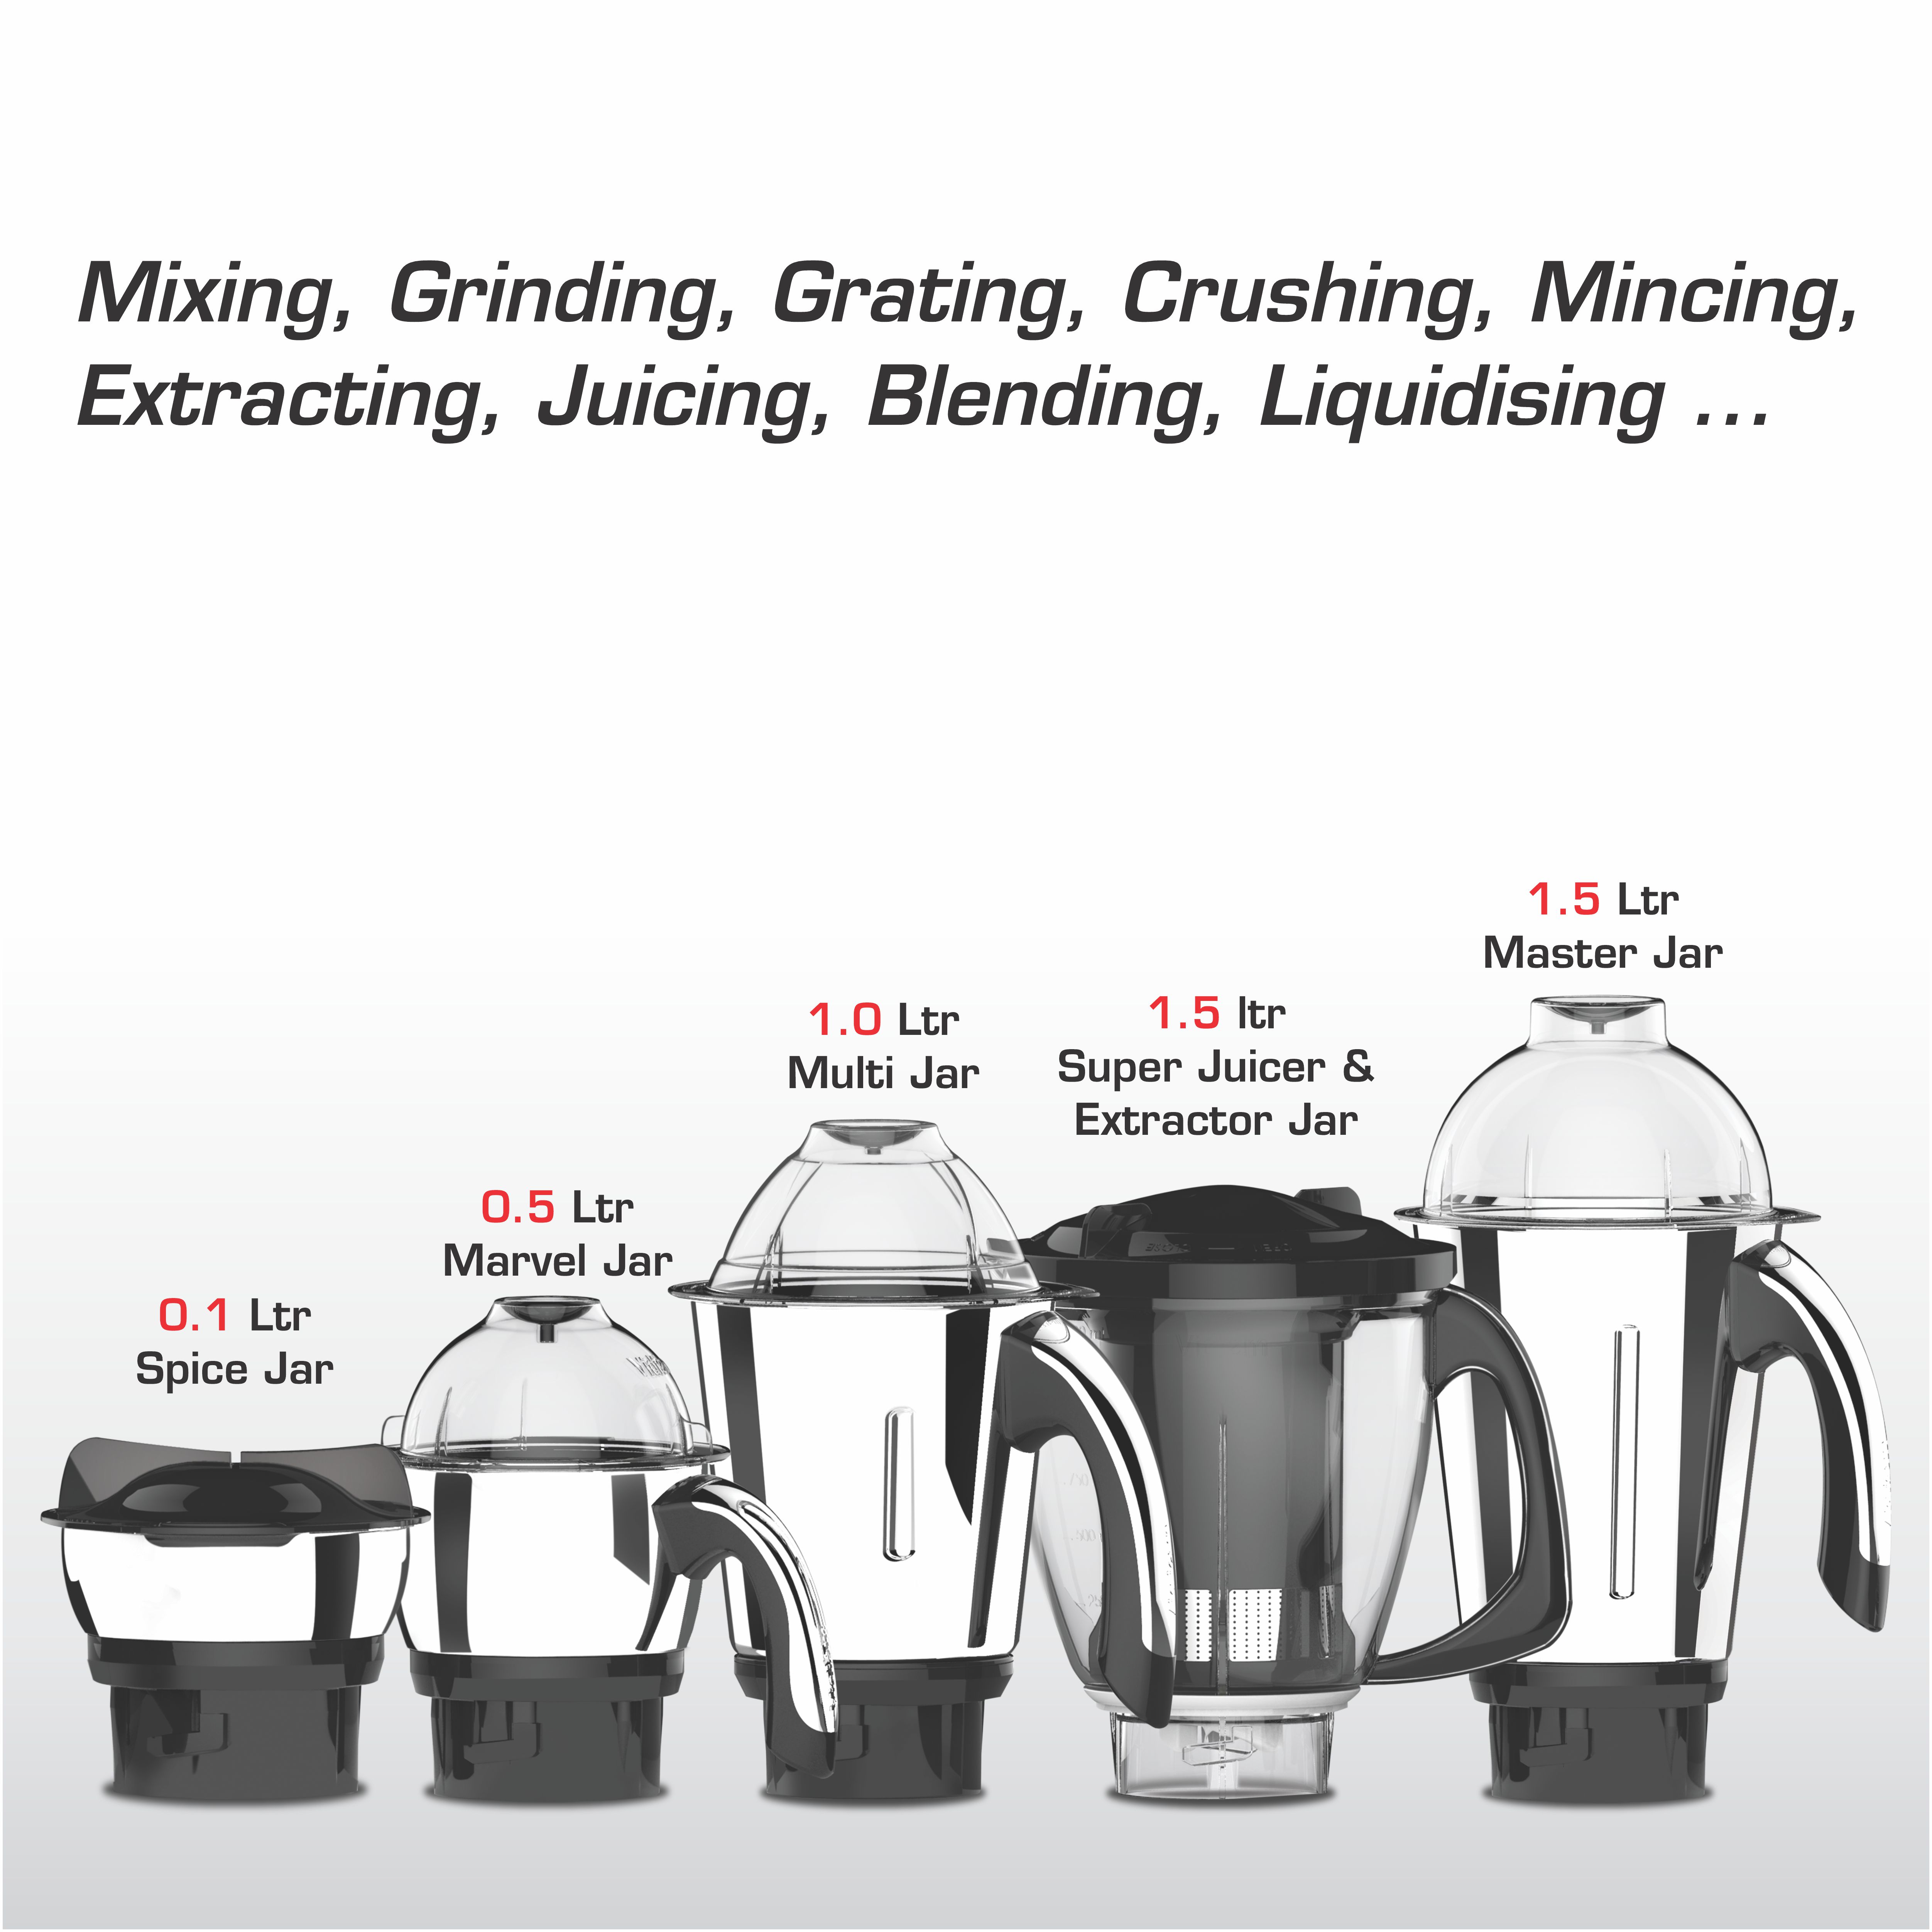 Mixing, Grinding, Grating, Crushing, Mincing,
Extracting, Juicing, Blending, Liquidising ...
1.5 Ltr
Master Jar
1.0 Ltr
Multi Jar
1.5 ltr
Super Juicer &
Extractor Jar
0.5 Ltr
Marvel Jar
0.1 Ltr
Spice Jar